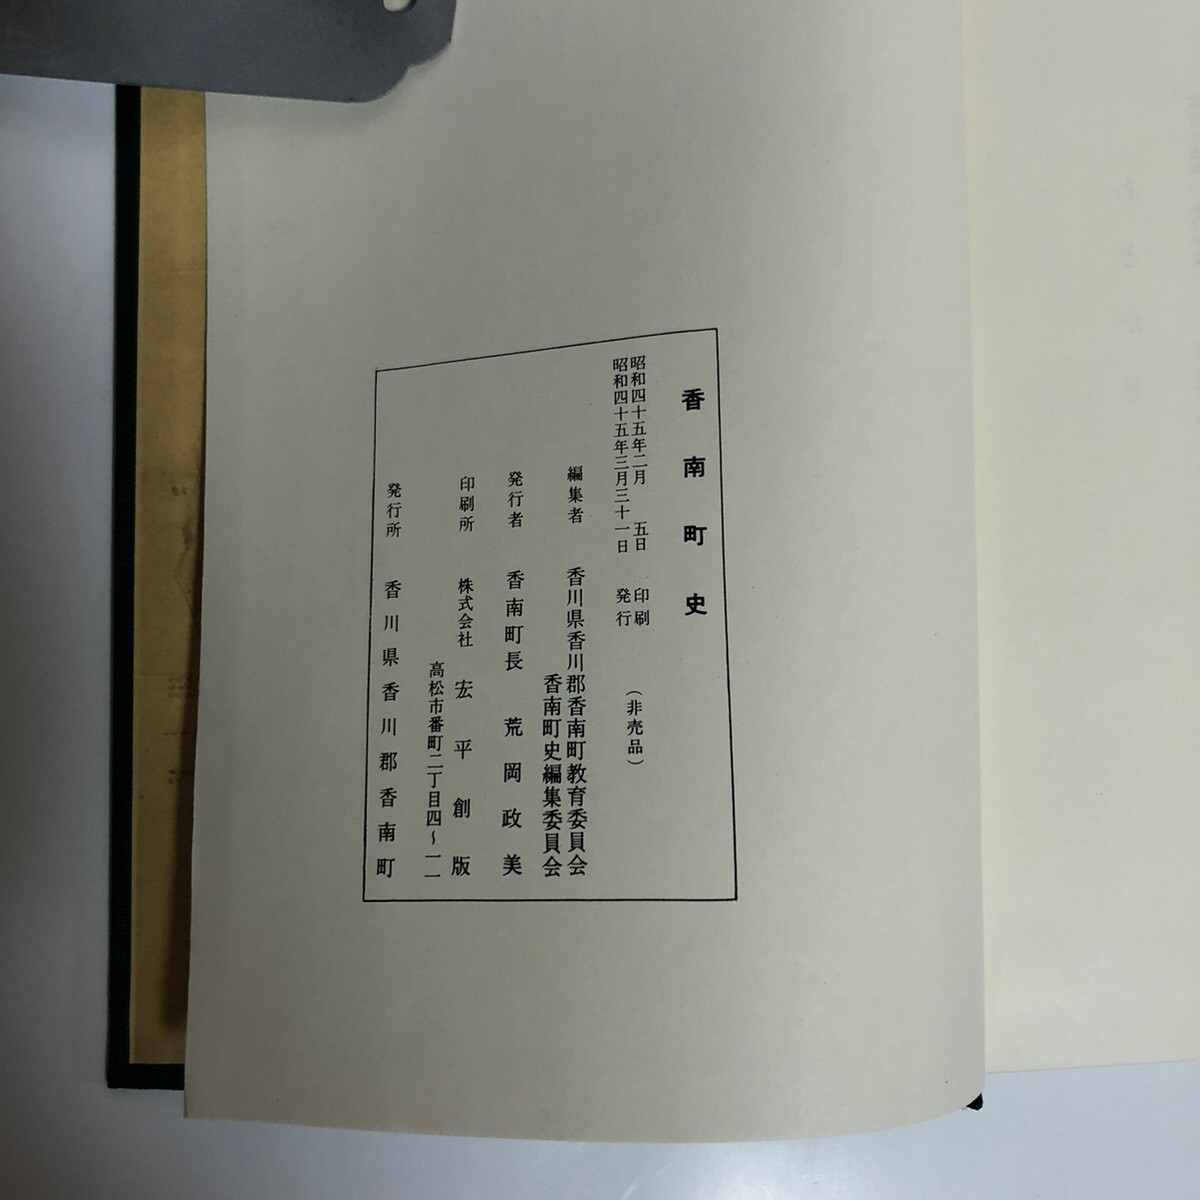 香南町史
昭和四十五年二月　五日　印刷
昭和四十五年三月三十一日　発行
（非売品）
編集者　香川県香川郡香南町教育委員会
香南町史編集委員会
発行者　香南町長　荒岡政美
印刷所　株式会社　宏平創版
高松市番町二丁目四〜一一
発行所　香川県香川郡香南町